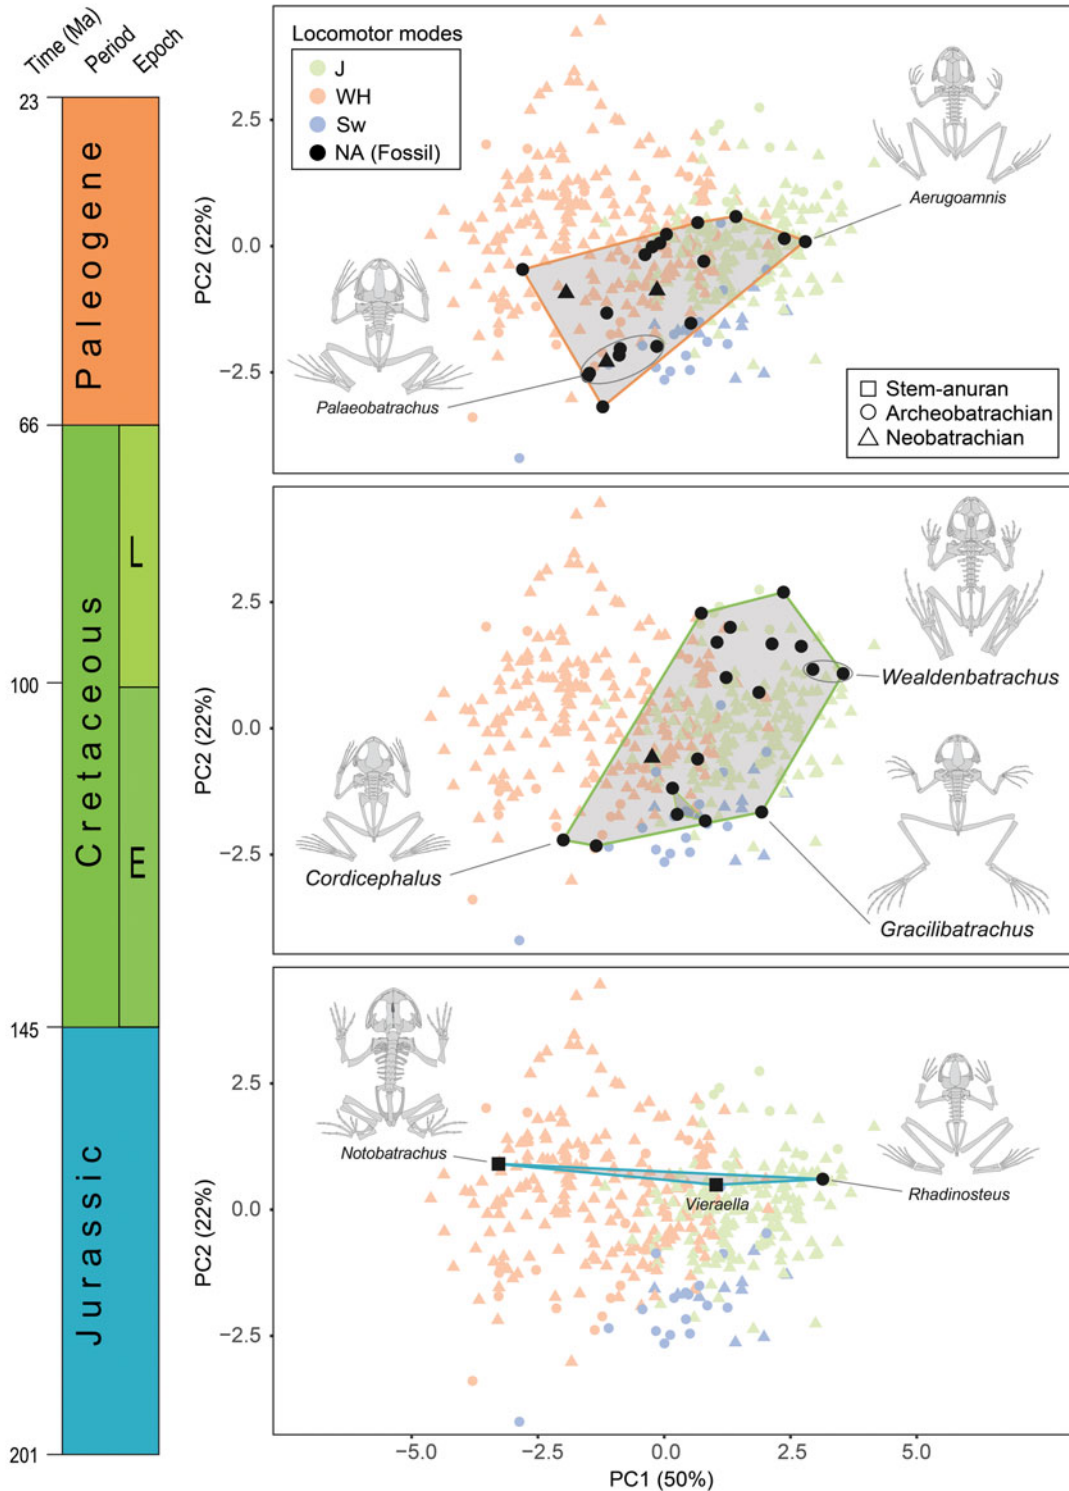 Time (Ma)
Period
Epoch
23
Paleogene
66
Cretaceous
L
100
E
145
Jurassic
201
Locomotor modes
J
WH
Sw
NA (Fossil)
PC2 (22%)
2.5
0.0
−2.5
Aerugoamnis
Palaeobatrachus
Stem-anuran
Archeobatrachian
Neobatrachian
PC2 (22%)
2.5
0.0
−2.5
Wealdenbatrachus
Cordicephalus
Gracilibatrachus
PC2 (22%)
2.5
0.0
−2.5
Notobatrachus
Vieraella
Rhadinosteus
−5.0 −2.5 0.0 2.5 5.0
PC1 (50%)